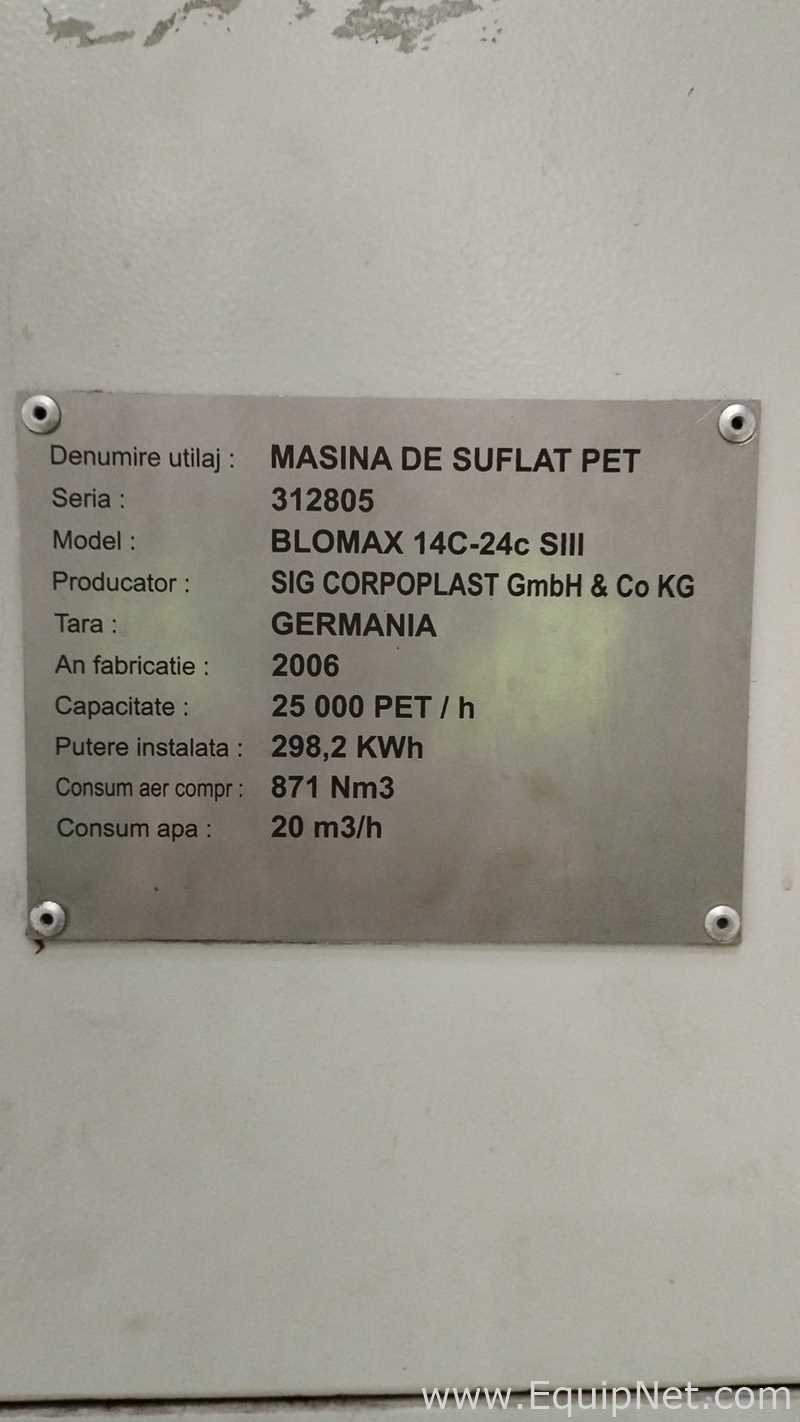 Denumire utilaj : MASINA DE SUFLAT PET
Seria : 312805
Model : BLOMAX 14C-24c SIII
Producator : SIG CORPOPLAST GmbH & Co KG
Tara : GERMANIA
An fabricatie : 2006
Capacitate : 25 000 PET / h
Putere instalata : 298,2 KWh
Consum aer compr : 871 Nm3
Consum apa : 20 m3/h
www.EquipNet.com